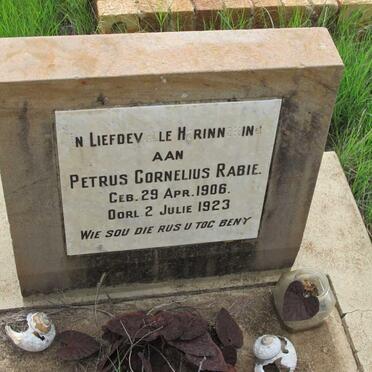 n Liefdev lle H rinn  in
aan
Petrus Cornelius Rabie.
Geb. 29 Apr. 1906.
Oorl 2 Julie 1923
Wie sou die rus u toc beny